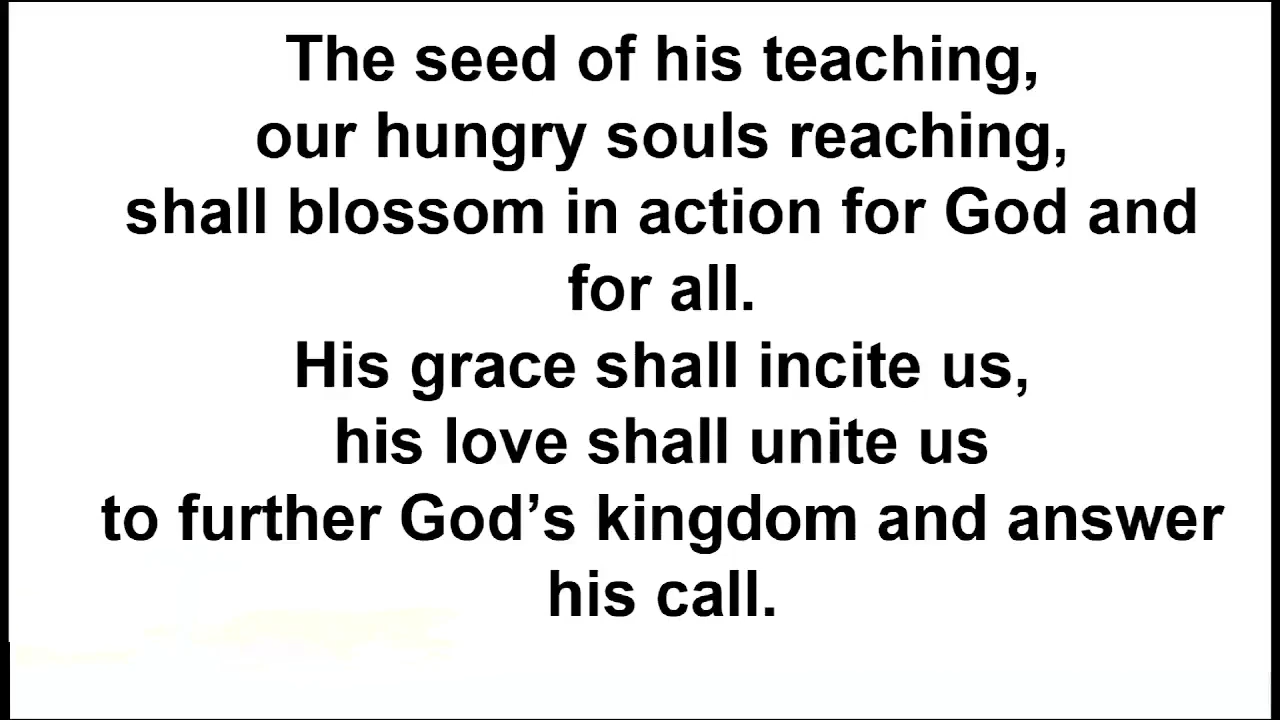 The seed of his teaching,
our hungry souls reaching,
shall blossom in action for God and
for all.
His grace shall incite us,
his love shall unite us
to further God’s kingdom and answer
his call.